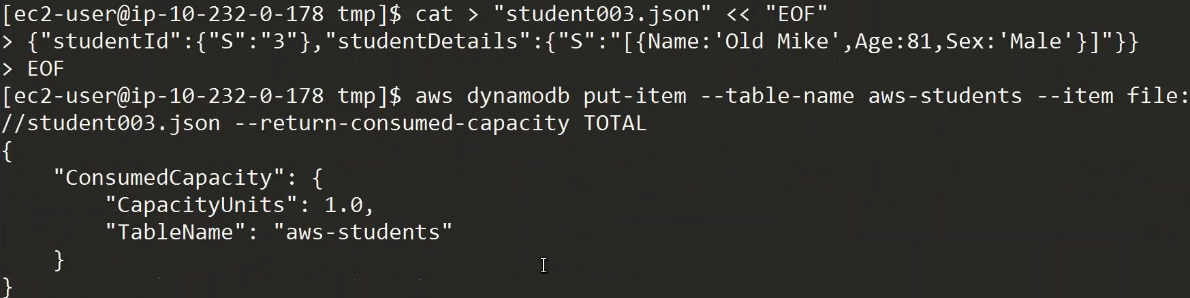 [ec2-user@ip-10-232-0-178 tmp]$ cat > "student003.json" << "EOF"
> {"studentId":{"S":"3"},"studentDetails":{"S":"[{Name:'Old Mike',Age:81,Sex:'Male'}]"}}
> EOF
[ec2-user@ip-10-232-0-178 tmp]$ aws dynamodb put-item --table-name aws-students --item file:
//student003.json --return-consumed-capacity TOTAL
{
    "ConsumedCapacity": {
        "CapacityUnits": 1.0,
        "TableName": "aws-students"
    }
}